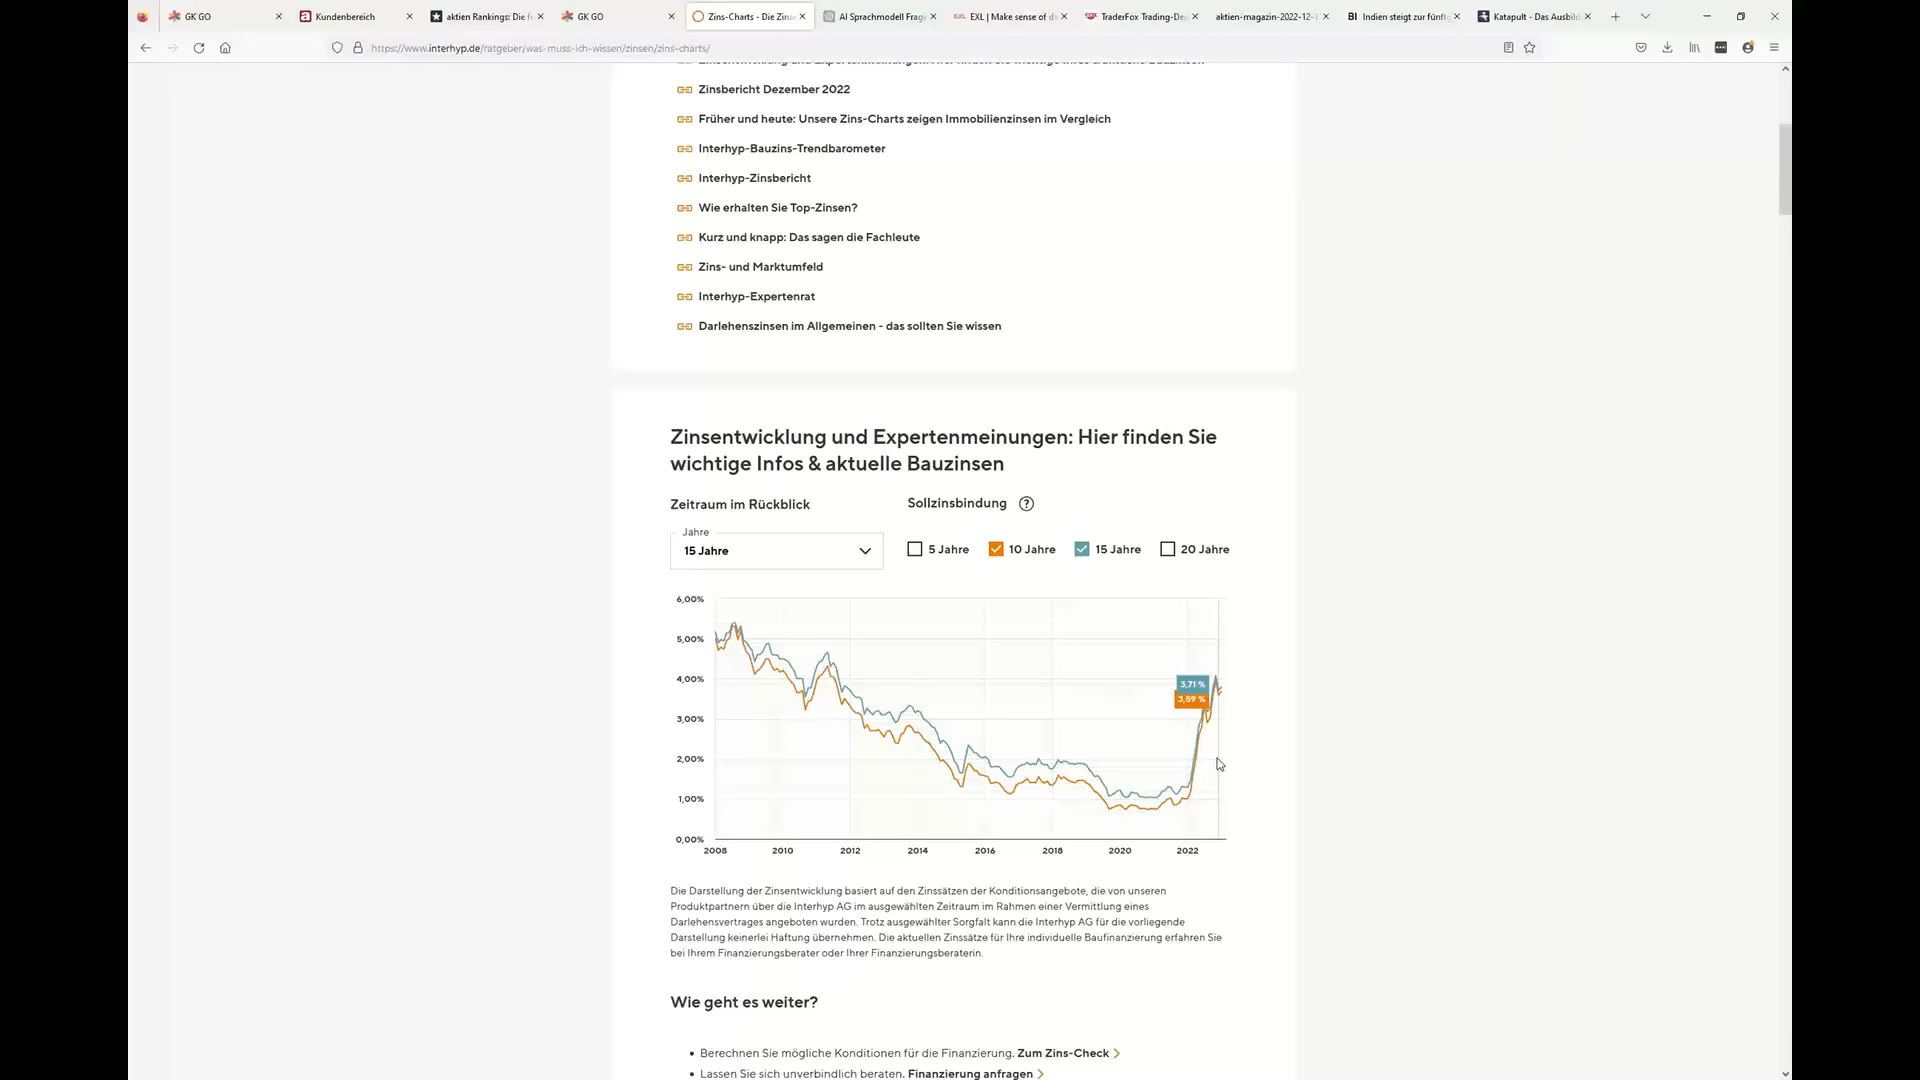 GK GO
Kundenbereich
aktien Rankings: Die f
GK GO
Zins-Charts - Die Zins
AI Sprachmodell Frag
EXL | Make sense of d
TraderFox Trading-De
aktien-magazin-2022-12-1
BI Indien steigt zur fünft
Katapult - Das Ausbild
https://www.interhyp.de/ratgeber/was-muss-ich-wissen/zinsen/zins-charts/
Zinsbericht Dezember 2022
Früher und heute: Unsere Zins-Charts zeigen Immobilienzinsen im Vergleich
Interhyp-Bauzins-Trendbarometer
Interhyp-Zinsbericht
Wie erhalten Sie Top-Zinsen?
Kurz und knapp: Das sagen die Fachleute
Zins- und Marktumfeld
Interhyp-Expertenrat
Darlehenszinsen im Allgemeinen - das sollten Sie wissen
Zinsentwicklung und Expertenmeinungen: Hier finden Sie
wichtige Infos & aktuelle Bauzinsen
Zeitraum im Rückblick
Sollzinsbindung ?
Jahre
15 Jahre
5 Jahre
10 Jahre
15 Jahre
20 Jahre
6,00%
5,00%
4,00%
3,00%
2,00%
1,00%
0,00%
3,71 %
3,59 %
2008 2010 2012 2014 2016 2018 2020 2022
Die Darstellung der Zinsentwicklung basiert auf den Zinssätzen der Konditionsangebote, die von unseren
Produktpartnern über die Interhyp AG im ausgewählten Zeitraum im Rahmen einer Vermittlung eines
Darlehensvertrages angeboten wurden. Trotz ausgewählter Sorgfalt kann die Interhyp AG für die vorliegende
Darstellung keinerlei Haftung übernehmen. Die aktuellen Zinssätze für Ihre individuelle Baufinanzierung erfahren Sie
bei Ihrem Finanzierungsberater oder Ihrer Finanzierungsberaterin.
Wie geht es weiter?
• Berechnen Sie mögliche Konditionen für die Finanzierung. Zum Zins-Check
• Lassen Sie sich unverbindlich beraten. Finanzierung anfragen